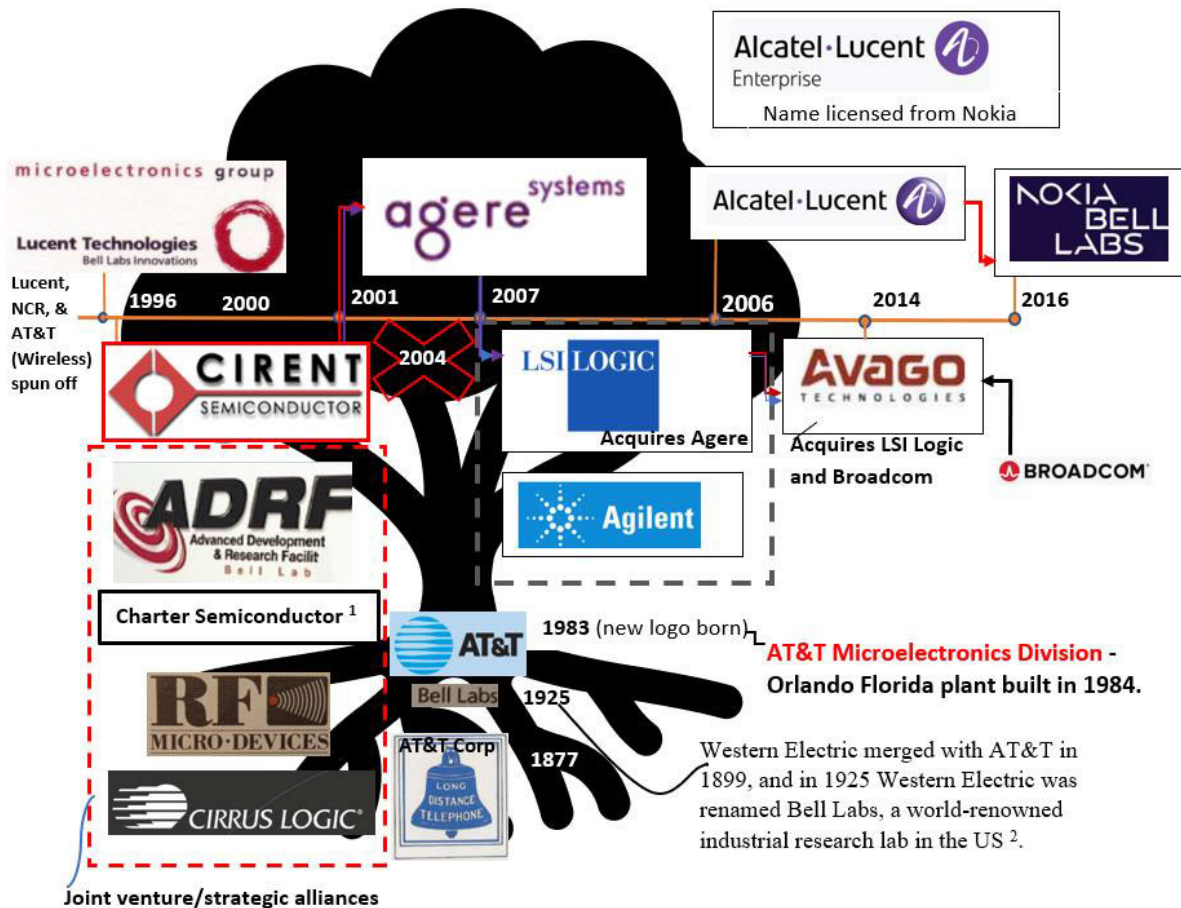 Alcatel·Lucent
Enterprise
Name licensed from Nokia
microelectronics group
Lucent Technologies
Bell Labs Innovations
agere systems
Alcatel·Lucent
NOKIA
BELL
LABS
Lucent,
NCR, &
AT&T
(Wireless)
spun off
1996
2000
2001
2007
2006
2014
2016
CIRENT
SEMICONDUCTOR
2004
LSI LOGIC
Acquires Agere
AVAGO
TECHNOLOGIES
Acquires LSI Logic
and Broadcom
BROADCOM®
Agilent
ADRF
Advanced Development
& Research Facilit
Bell Lab
Charter Semiconductor 1
RF
MICRO·DEVICES
CIRRUS LOGIC®
Joint venture/strategic alliances
AT&T
1983 (new logo born)
AT&T Microelectronics Division -
Orlando Florida plant built in 1984.
Bell Labs
1925
AT&T Corp
1877
LONG
DISTANCE
TELEPHONE
Western Electric merged with AT&T in
1899, and in 1925 Western Electric was
renamed Bell Labs, a world-renowned
industrial research lab in the US 2.